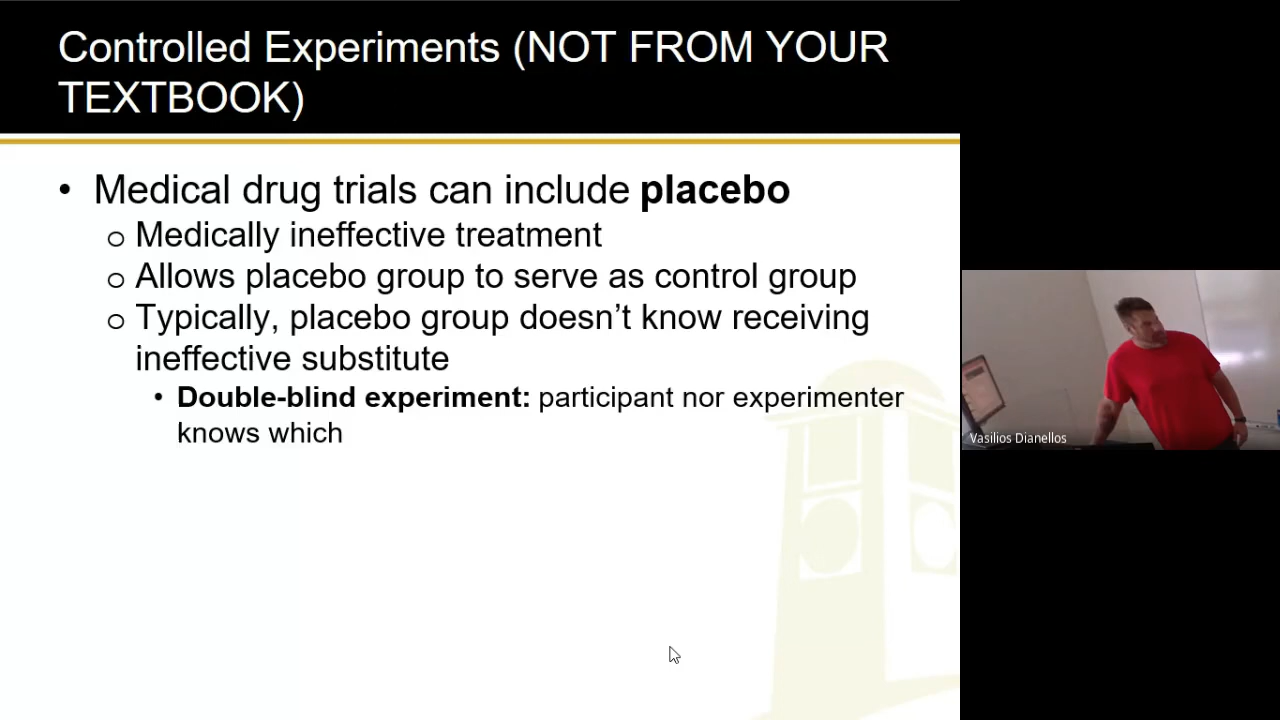 Controlled Experiments (NOT FROM YOUR
TEXTBOOK)
• Medical drug trials can include placebo
o Medically ineffective treatment
o Allows placebo group to serve as control group
o Typically, placebo group doesn’t know receiving
ineffective substitute
• Double-blind experiment: participant nor experimenter
knows which
Vasilios Dianellos